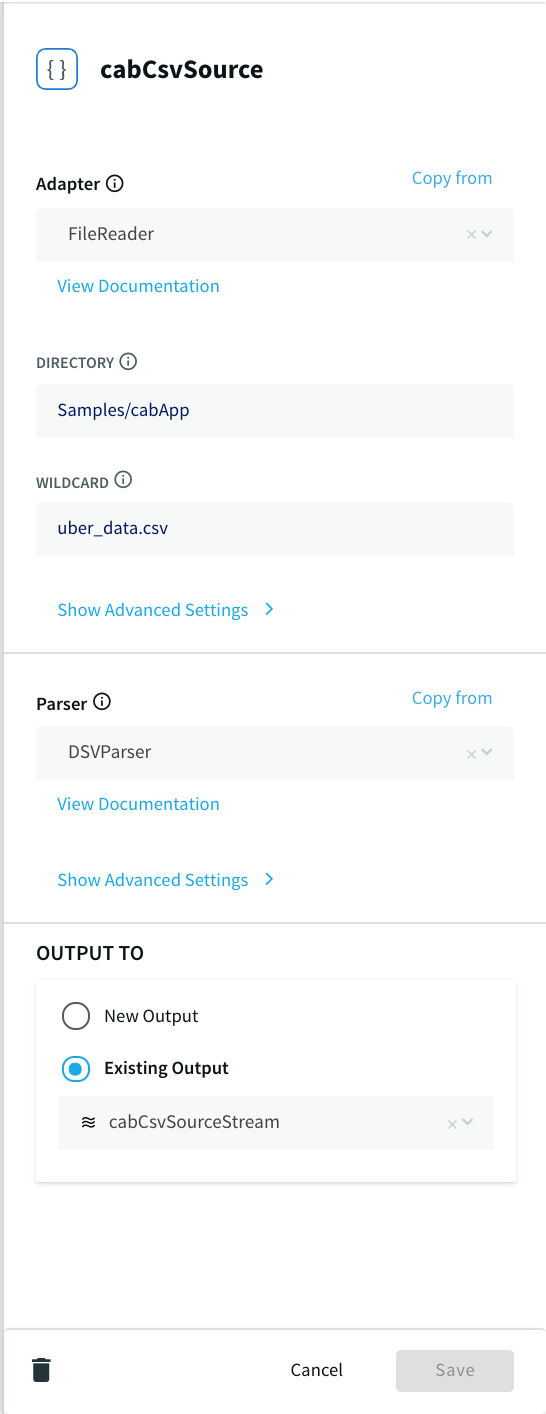 { } cabCsvSource
Adapter Copy from
FileReader
View Documentation
DIRECTORY
Samples/cabApp
WILDCARD
uber_data.csv
Show Advanced Settings
Parser Copy from
DSVParser
View Documentation
Show Advanced Settings
OUTPUT TO
New Output
Existing Output
cabCsvSourceStream
Cancel Save